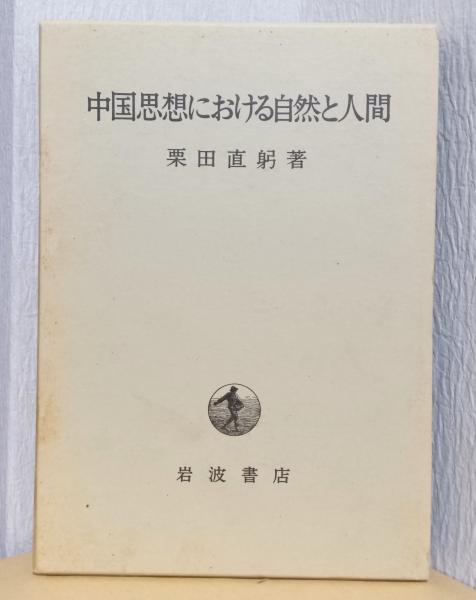 中国思想における自然と人間
栗田直躬著
岩波書店